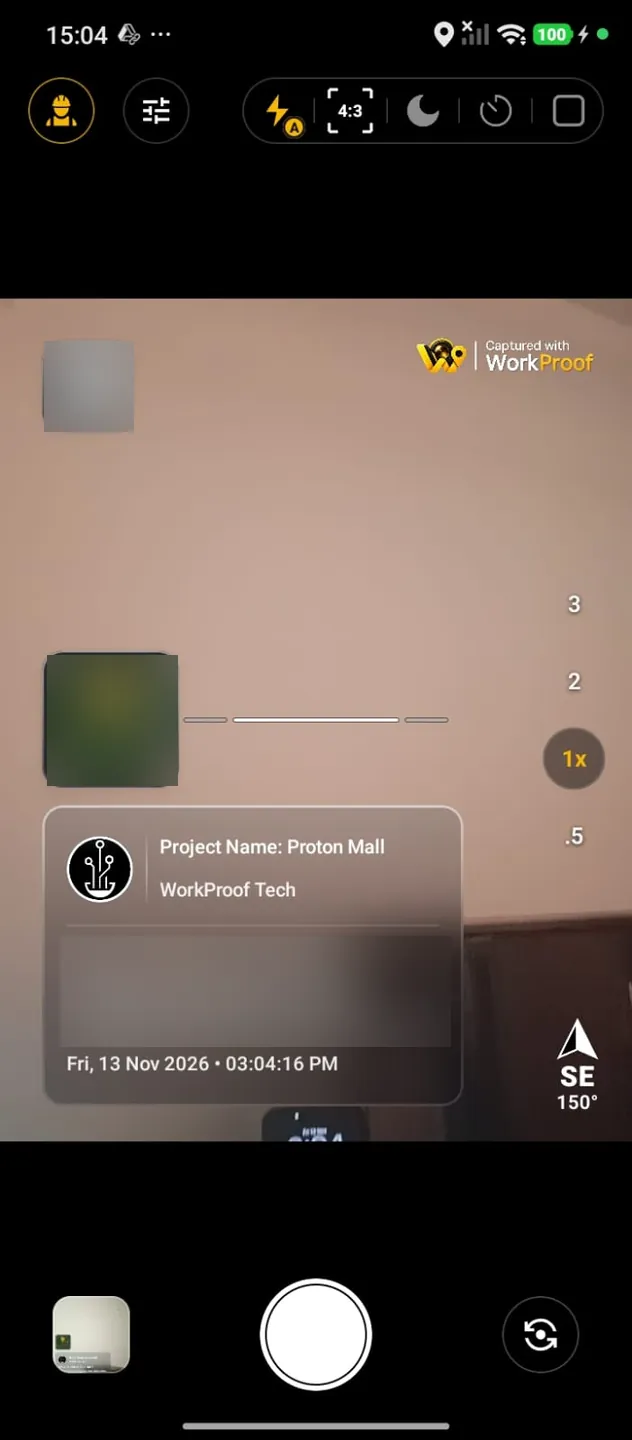 15:04
100
A
4:3
Captured with
WorkProof
3
2
1x
.5
Project Name: Proton Mall
WorkProof Tech
Fri, 13 Nov 2026 • 03:04:16 PM
SE
150°